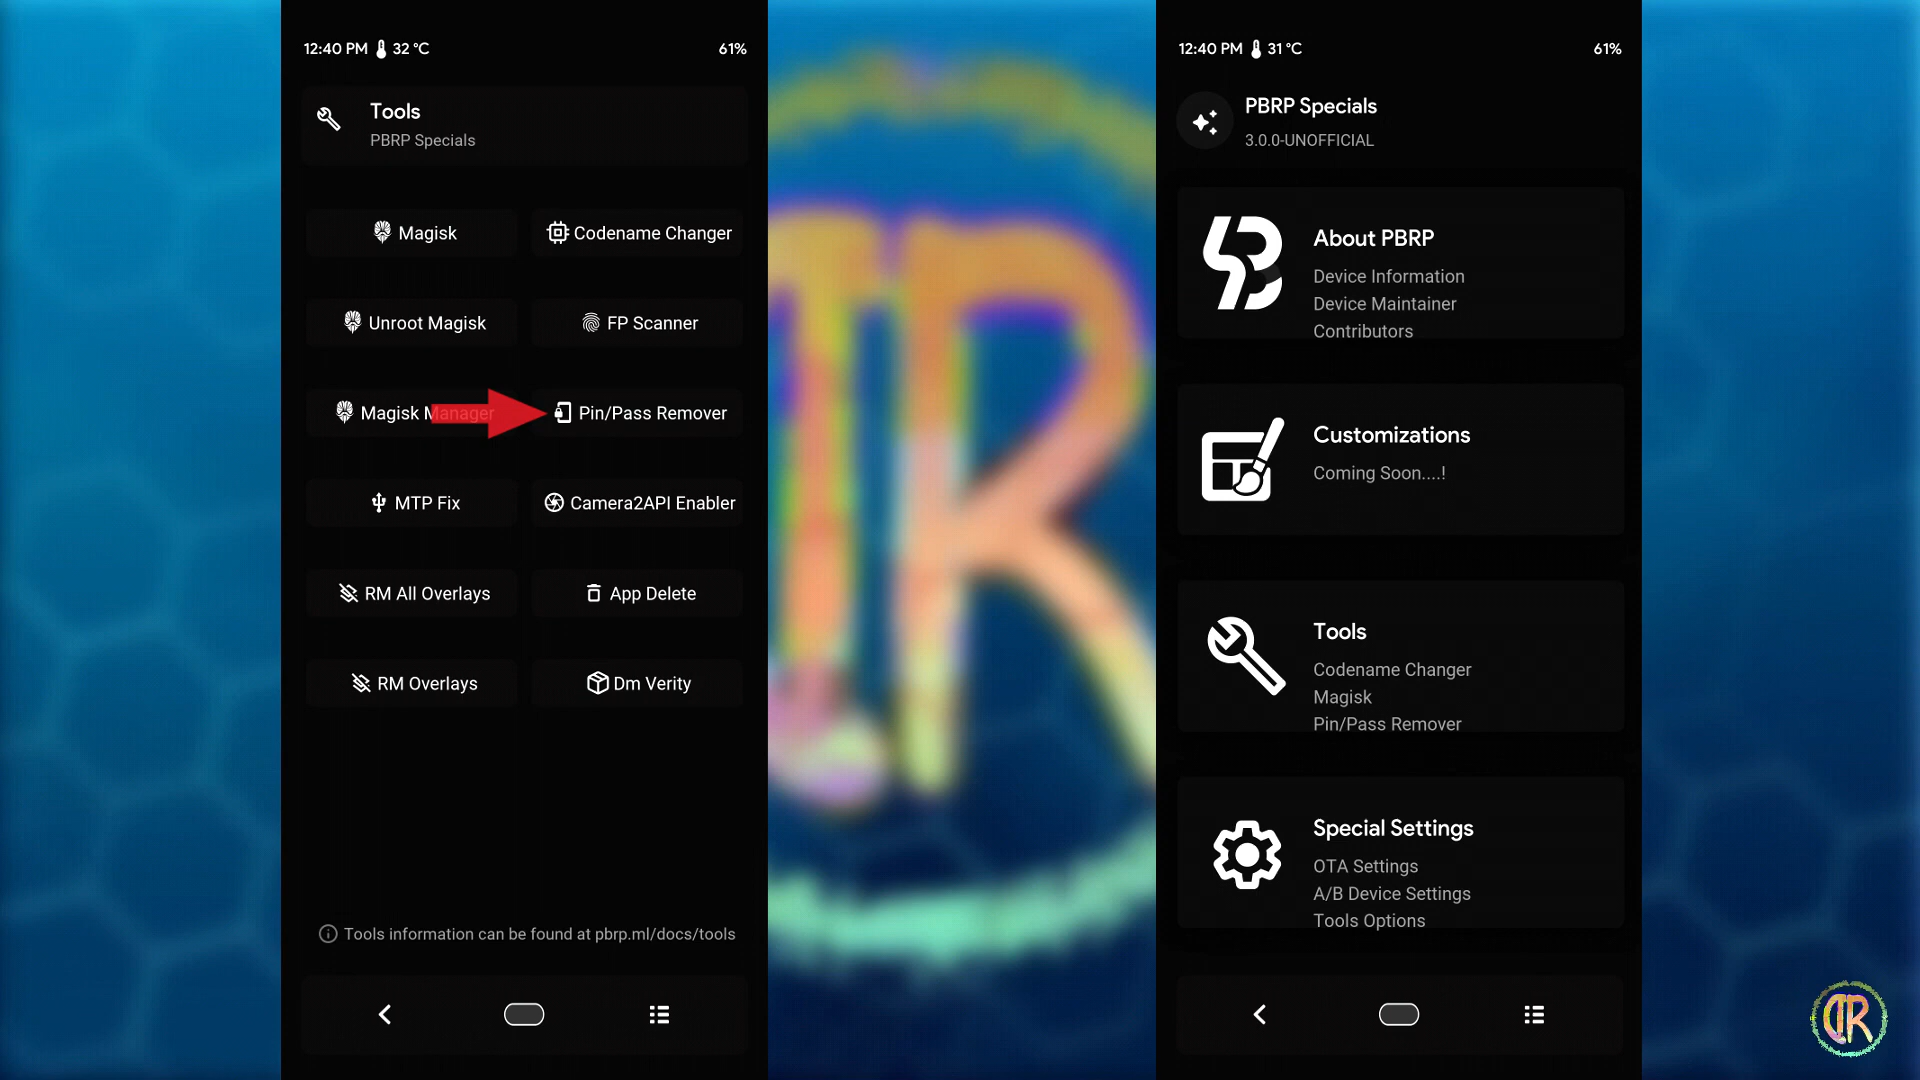 12:40 PM 32 °C 61%
Tools
PBRP Specials
Magisk
Codename Changer
Unroot Magisk
FP Scanner
Magisk Manager
Pin/Pass Remover
MTP Fix
Camera2API Enabler
RM All Overlays
App Delete
RM Overlays
Dm Verity
Tools information can be found at pbrp.ml/docs/tools
12:40 PM 31 °C 61%
PBRP Specials
3.0.0-UNOFFICIAL
About PBRP
Device Information
Device Maintainer
Contributors
Customizations
Coming Soon....!
Tools
Codename Changer
Magisk
Pin/Pass Remover
Special Settings
OTA Settings
A/B Device Settings
Tools Options